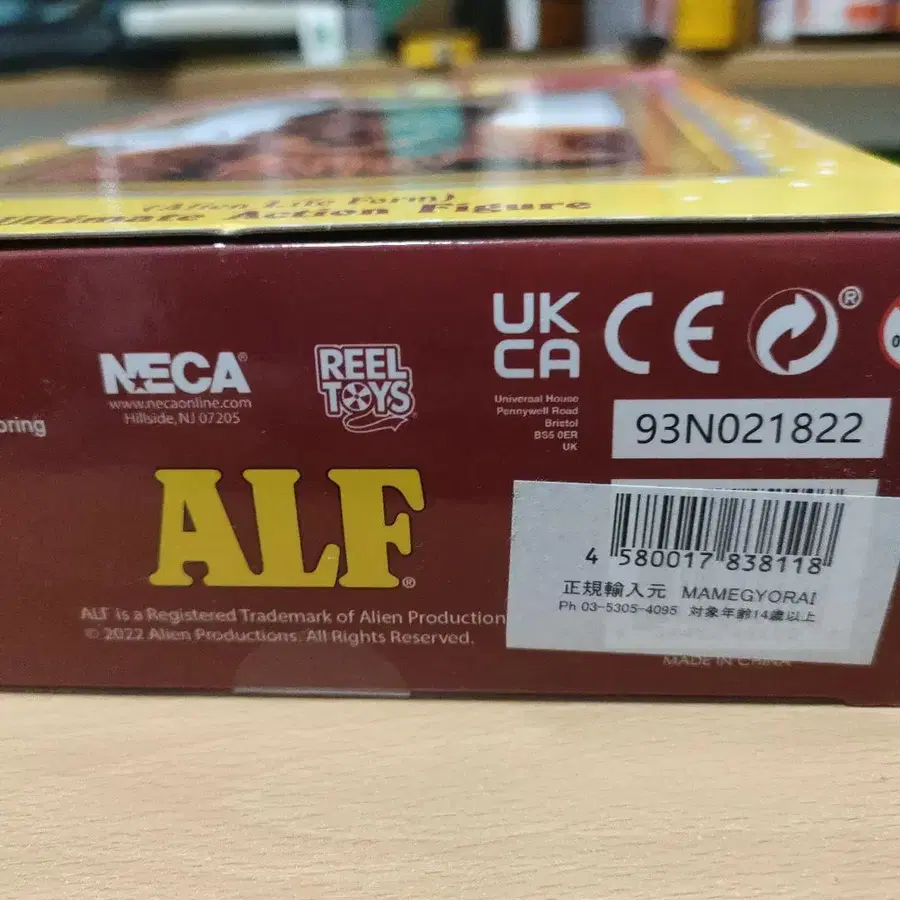 (Alien Life Form)
Ultimate Action Figure
NECA®
www.necaonline.com
Hillside, NJ 07205
REEL
TOYS
UK
CA
CE
®
Universal House
Pennywell Road
Bristol
BS5 0ER
UK
93N021822
oring
ALF®
ALF is a Registered Trademark of Alien Production
© 2022 Alien Productions. All Rights Reserved.
4 580017 838118
正規輸入元 MAMEGYORAI
Ph 03-5305-4095 対象年齢14歳以上
MADE IN CHINA
0